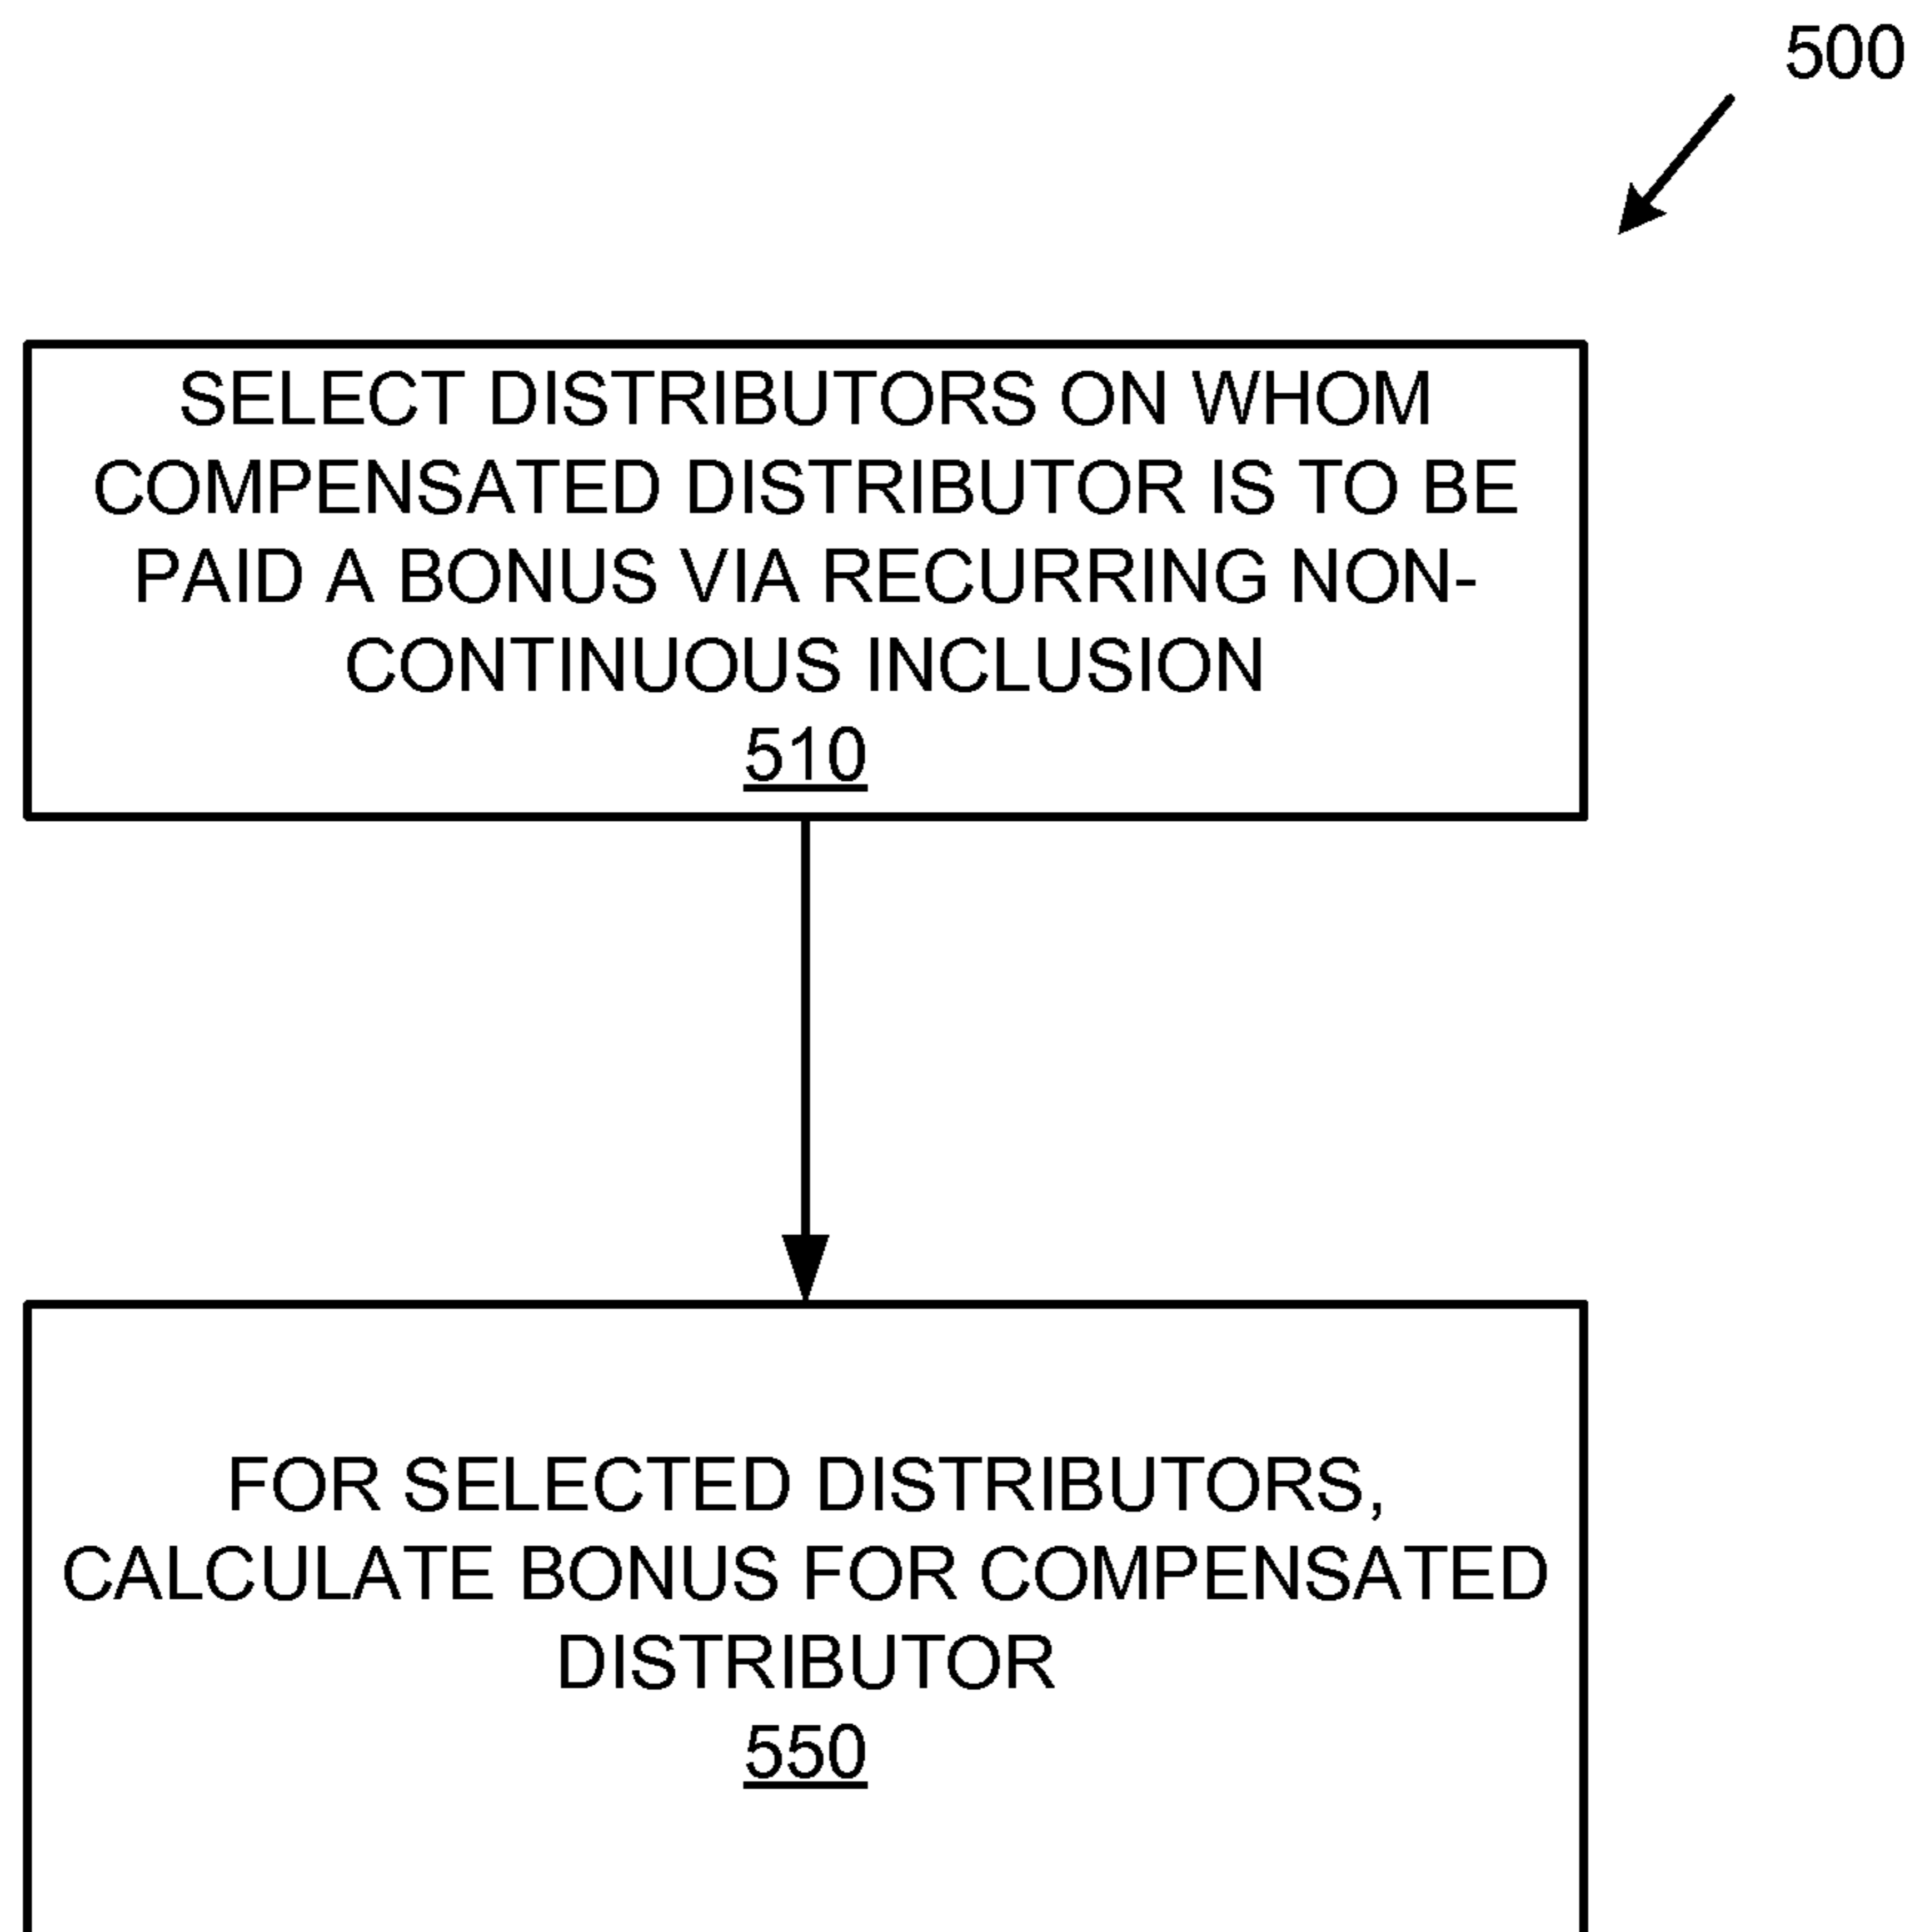 500
SELECT DISTRIBUTORS ON WHOM
COMPENSATED DISTRIBUTOR IS TO BE
PAID A BONUS VIA RECURRING NON-
CONTINUOUS INCLUSION
510
FOR SELECTED DISTRIBUTORS,
CALCULATE BONUS FOR COMPENSATED
DISTRIBUTOR
550